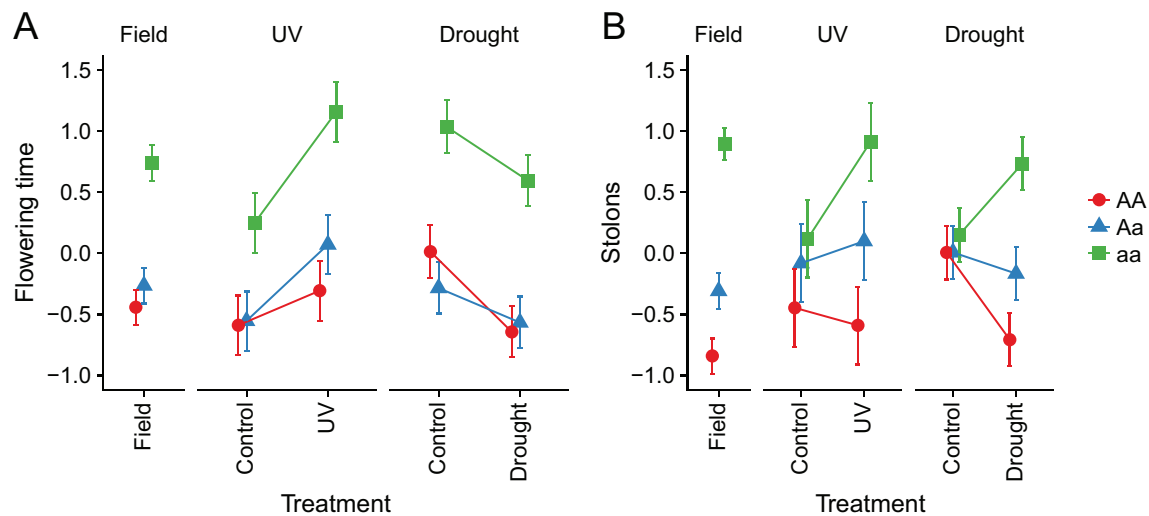 A
Field
UV
Drought
1.5
1.0
0.5
0.0
−0.5
−1.0
Flowering time
Field
Control
UV
Control
Drought
Treatment
B
Field
UV
Drought
1.5
1.0
0.5
0.0
−0.5
−1.0
Stolons
Field
Control
UV
Control
Drought
Treatment
AA
Aa
aa